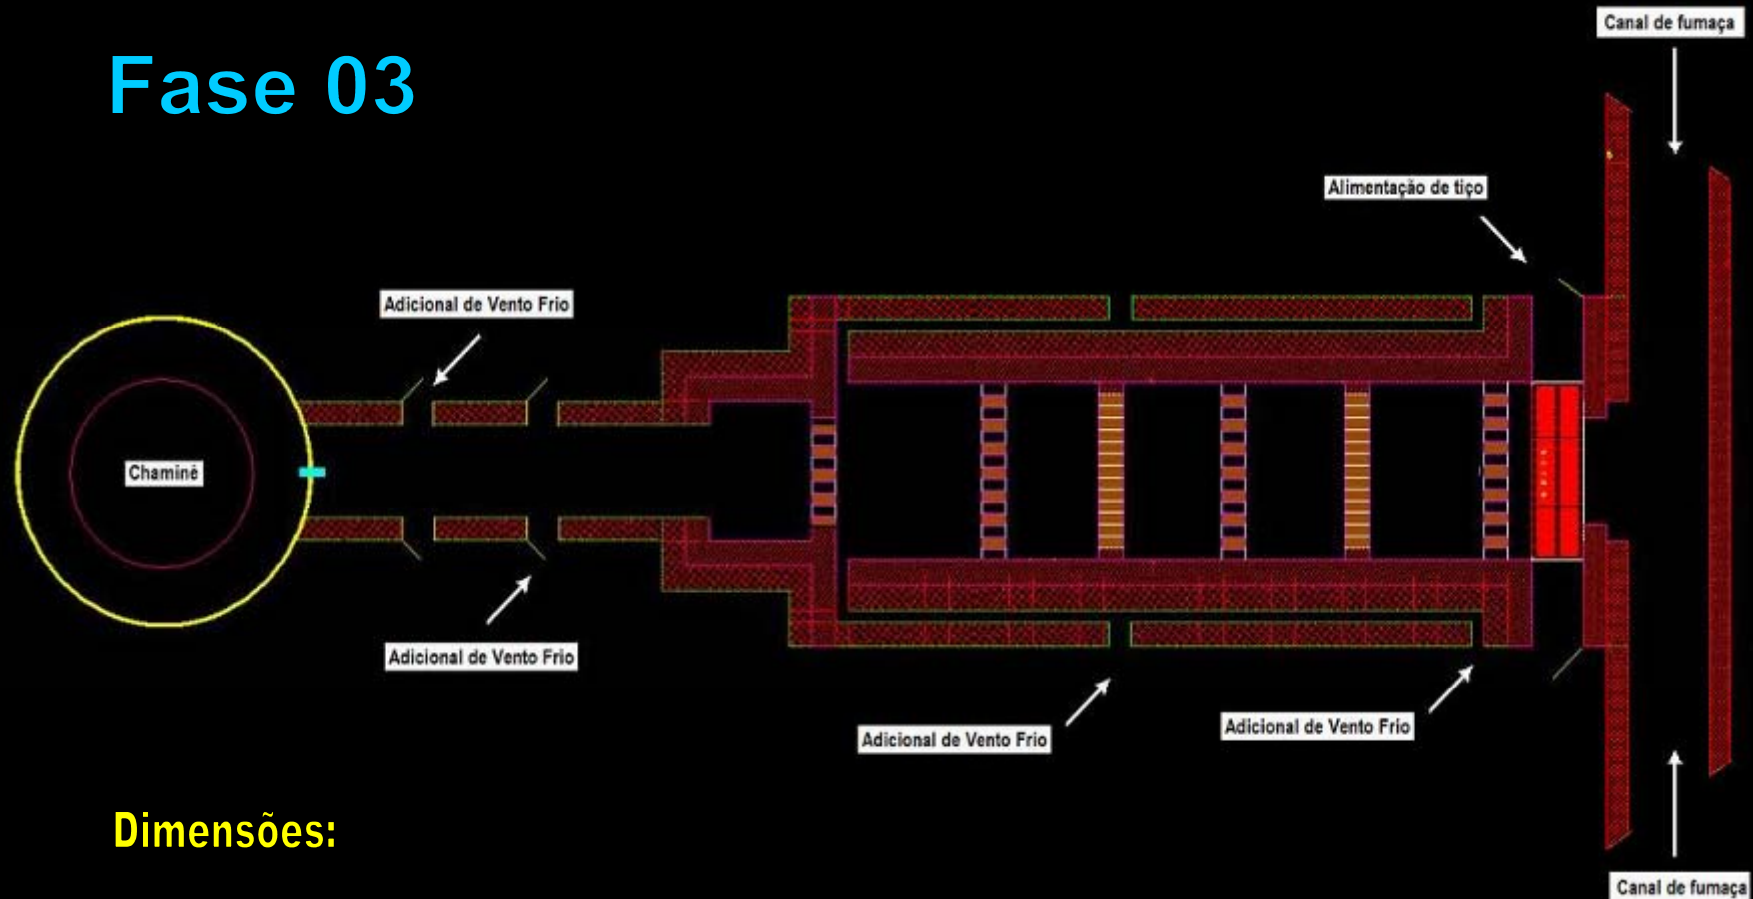 Canal de fumaça
Fase 03
Alimentação de tiço
Adicional de Vento Frio
Chaminé
Adicional de Vento Frio
Adicional de Vento Frio
Adicional de Vento Frio
Dimensões:
Canal de fumaça